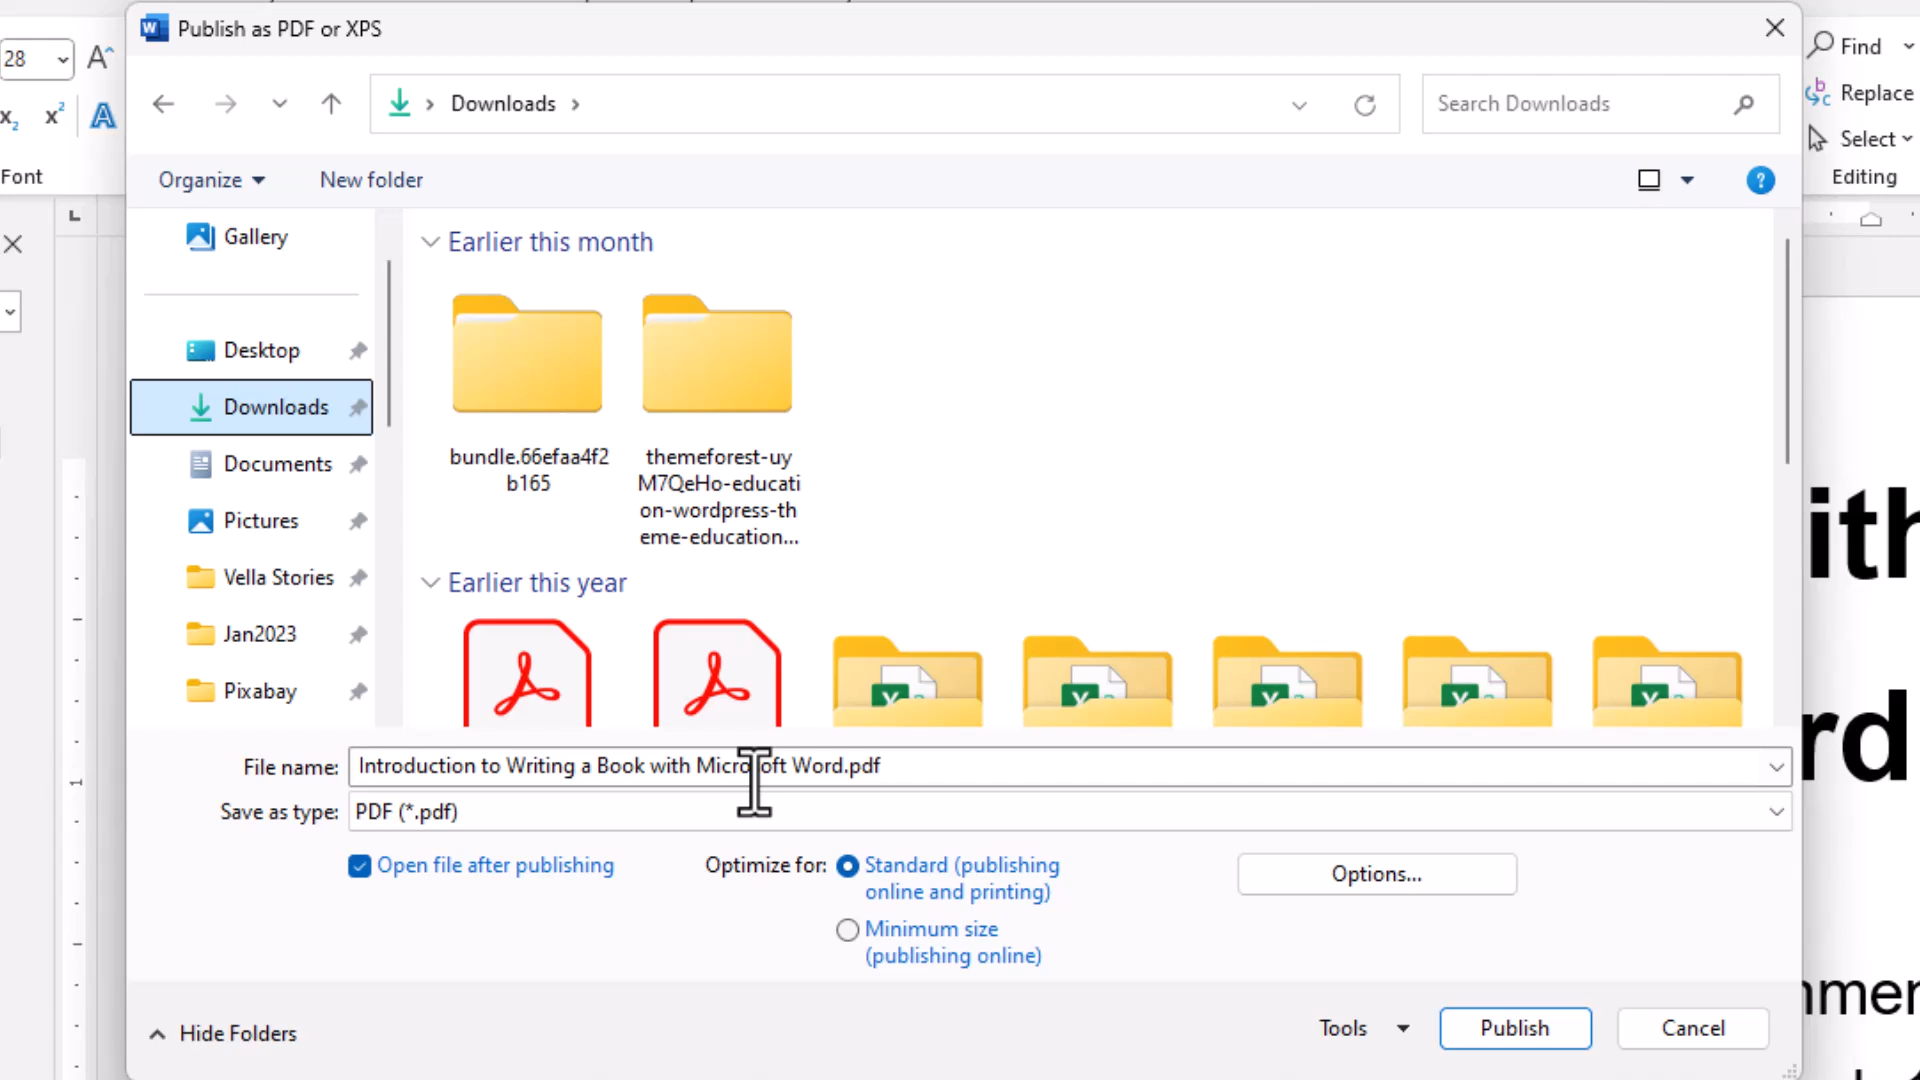 Publish as PDF or XPS
28
A^
Find
x₂ x² A
Downloads
Search Downloads
Replace
Select
Font
Editing
Organize
New folder
Gallery
Earlier this month
Desktop
Downloads
Documents
bundle.66efaa4f2
b165
themeforest-uy
M7QeHo-educati
on-wordpress-th
eme-education...
Pictures
Vella Stories
Earlier this year
Jan2023
Pixabay
File name:
Introduction to Writing a Book with Microsoft Word.pdf
Save as type:
PDF (*.pdf)
Open file after publishing
Optimize for:
Standard (publishing
online and printing)
Options...
Minimum size
(publishing online)
Hide Folders
Tools
Publish
Cancel
ith
rd